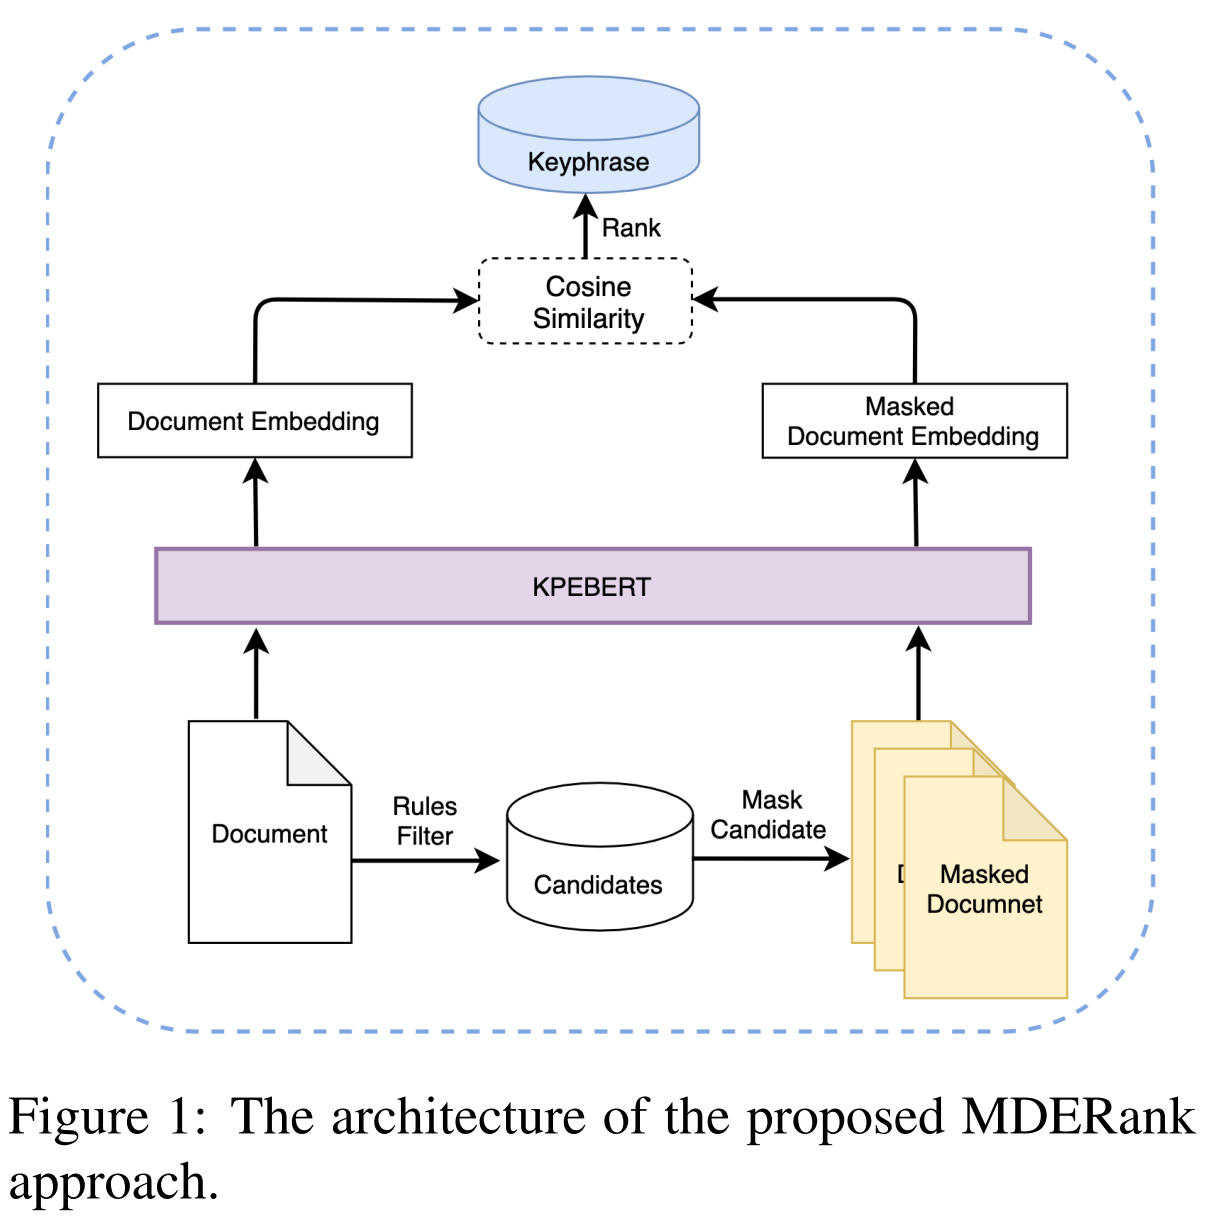 Keyphrase
Rank
Cosine
Similarity
Document Embedding
Masked
Document Embedding
KPEBERT
Document
Rules
Filter
Candidates
Mask
Candidate
D
Masked
Documnet
Figure 1: The architecture of the proposed MDERank
approach.